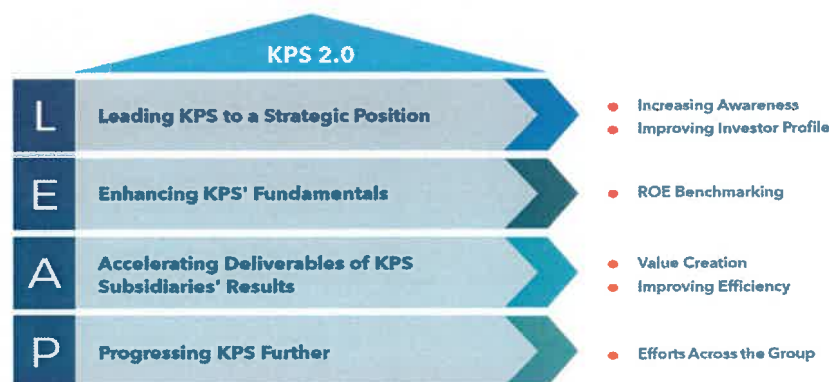 KPS 2.0
L
Leading KPS to a Strategic Position
Increasing Awareness
Improving Investor Profile
E
Enhancing KPS' Fundamentals
ROE Benchmarking
A
Accelerating Deliverables of KPS
Subsidiaries' Results
Value Creation
Improving Efficiency
P
Progressing KPS Further
Efforts Across the Group